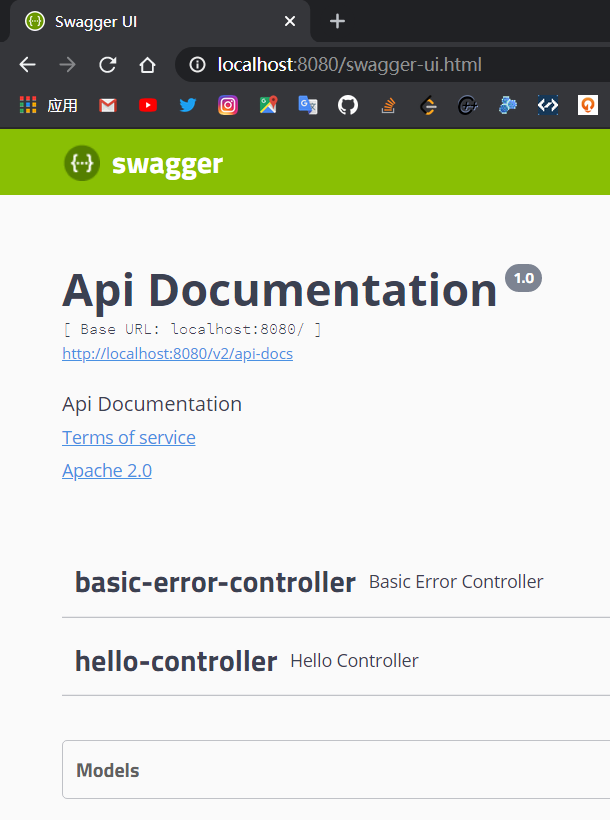 Swagger UI
localhost:8080/swagger-ui.html
应用
swagger
Api Documentation 1.0
[ Base URL: localhost:8080/ ]
http://localhost:8080/v2/api-docs
Api Documentation
Terms of service
Apache 2.0
basic-error-controller Basic Error Controller
hello-controller Hello Controller
Models